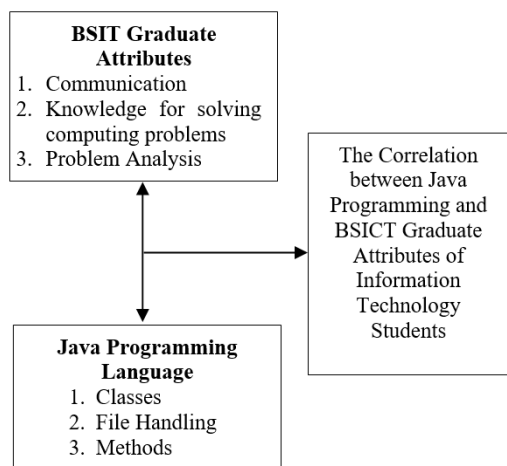 BSIT Graduate
Attributes
1. Communication
2. Knowledge for solving
computing problems
3. Problem Analysis
The Correlation
between Java
Programming and
BSICT Graduate
Attributes of
Information
Technology
Students
Java Programming
Language
1. Classes
2. File Handling
3. Methods